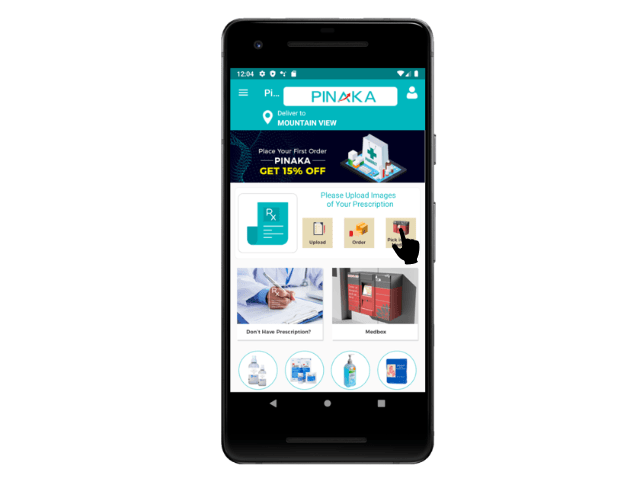 12:04
Pi...
PINAKA
Deliver to
MOUNTAIN VIEW
Place Your First Order
PINAKA
GET 15% OFF
Please Upload Images
of Your Prescription
Rx
Upload
Order
Pick
Don't Have Prescription?
Medbox